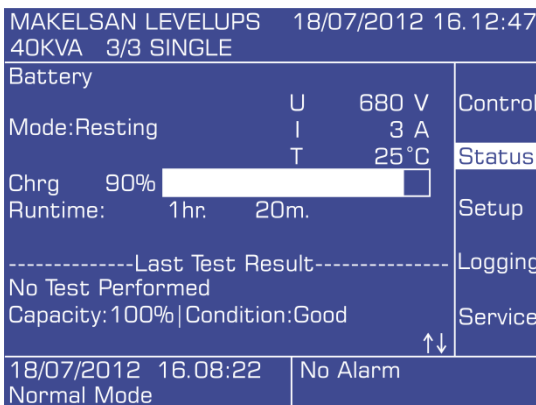 MAKELSAN LEVELUPS 18/07/2012 16.12:47
40KVA 3/3 SINGLE
Battery
U 680 V
Mode:Resting I 3 A
T 25°C
Chrg 90%
Runtime: 1hr. 20m.
--------------Last Test Result---------------
No Test Performed
Capacity:100%|Condition:Good
↑↓
Control
Status
Setup
Logging
Service
18/07/2012 16.08:22 No Alarm
Normal Mode